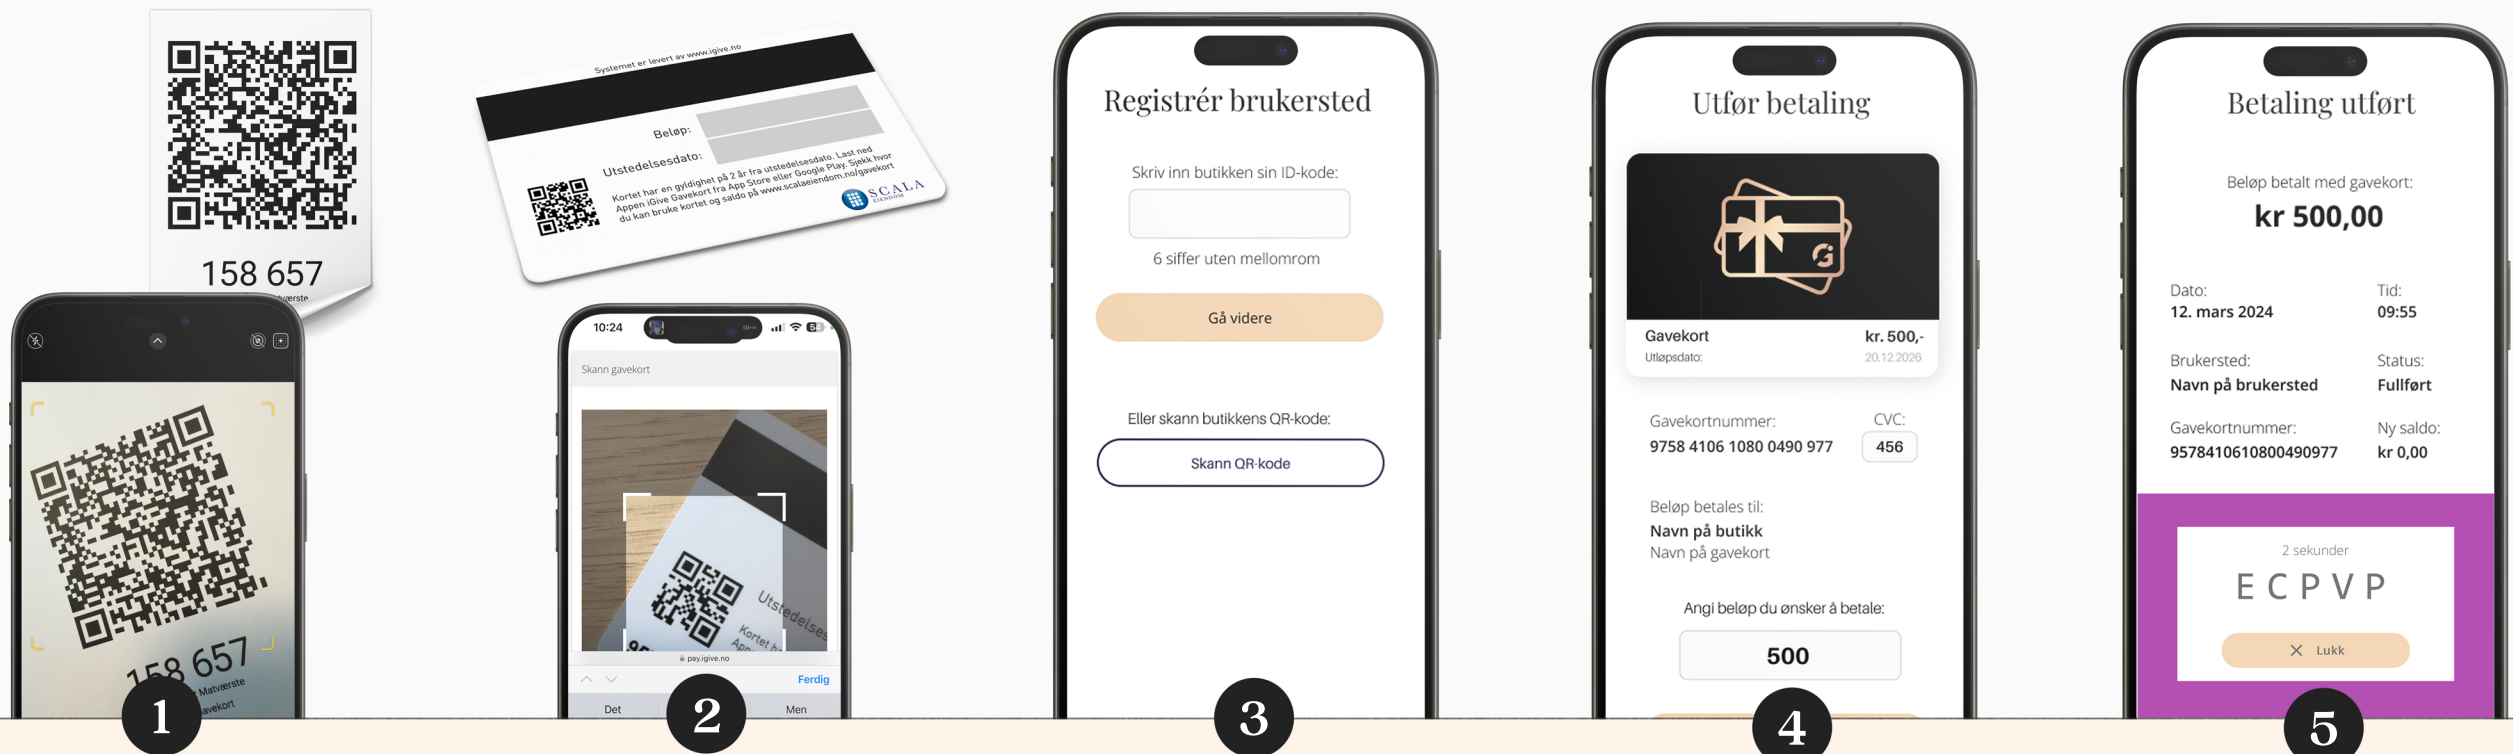 158 657
158 657
Matværste
avekort
1
Systemet er levert av www.igive.no
Beløp:
Utstedelsesdato:
Kortet har en gyldighet på 2 år fra utstedelsesdato. Last ned
Appen iGive Gavekort fra App Store eller Google Play. Sjekk hvor
du kan bruke kortet og saldo på www.scalaeiendom.no/gavekort
SCALA
EIENDOM
10:24
Skann gavekort
Utstedelses
Kortet h
App
pay.igive.no
Ferdig
Det
Men
2
Registrér brukersted
Skriv inn butikken sin ID-kode:
6 siffer uten mellomrom
Gå videre
Eller skann butikkens QR-kode:
Skann QR-kode
3
Utfør betaling
Gavekort
kr. 500,-
Utløpsdato:
20.12.2026
Gavekortnummer:
CVC:
9758 4106 1080 0490 977
456
Beløp betales til:
Navn på butikk
Navn på gavekort
Angi beløp du ønsker å betale:
500
4
Betaling utført
Beløp betalt med gavekort:
kr 500,00
Dato:
Tid:
12. mars 2024
09:55
Brukersted:
Status:
Navn på brukersted
Fullført
Gavekortnummer:
Ny saldo:
9578410610800490977
kr 0,00
2 sekunder
E C P V P
Lukk
5